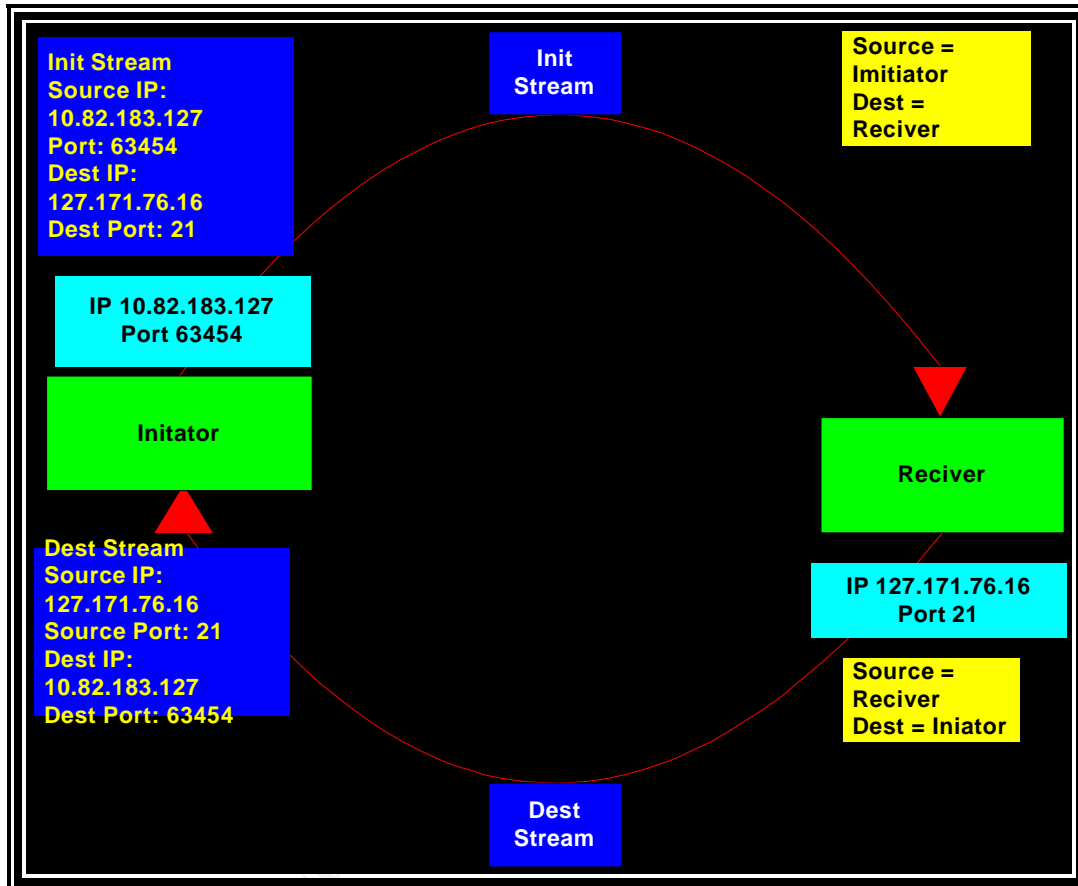 Init Stream
Source IP:
10.82.183.127
Port: 63454
Dest IP:
127.171.76.16
Dest Port: 21
Init
Stream
Source =
Imitiator
Dest =
Reciver
IP 10.82.183.127
Port 63454
Initator
Reciver
Dest Stream
Source IP:
127.171.76.16
Source Port: 21
Dest IP:
10.82.183.127
Dest Port: 63454
IP 127.171.76.16
Port 21
Source =
Reciver
Dest = Iniator
Dest
Stream